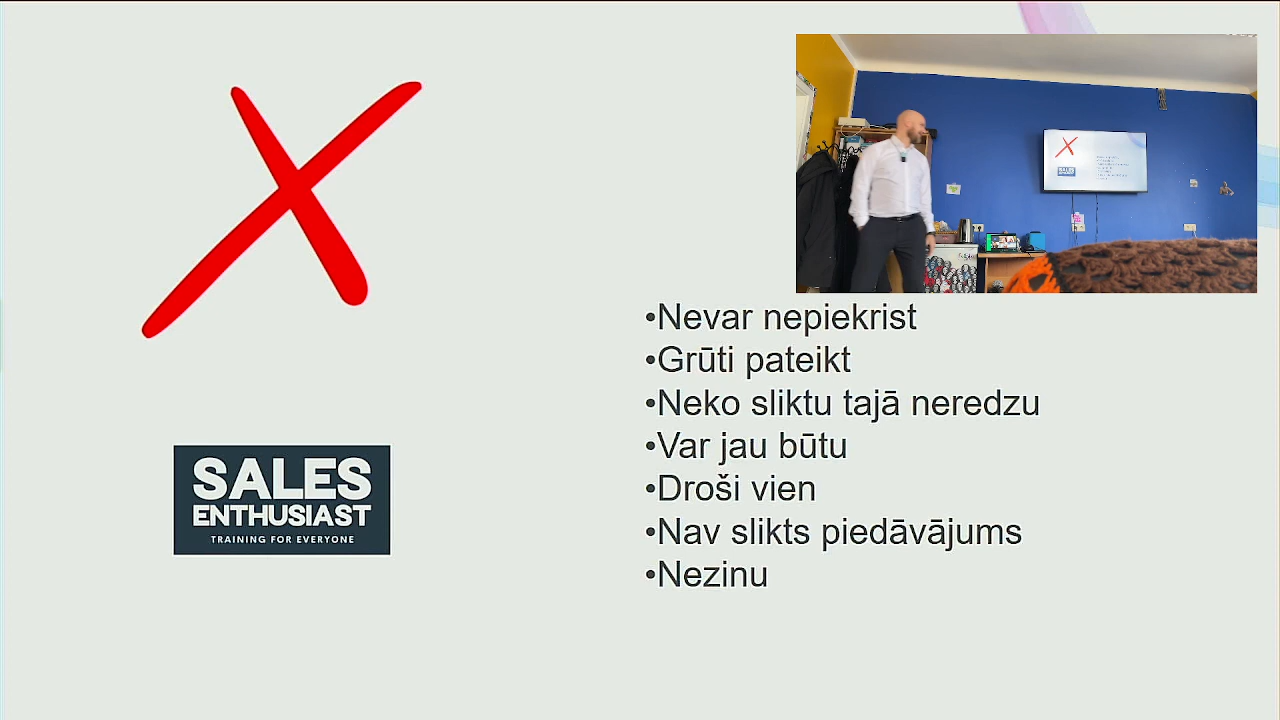 •Nevar nepiekrist
•Grūti pateikt
•Neko sliktu tajā neredzu
•Var jau būtu
•Droši vien
•Nav slikts piedāvājums
•Nezinu
SALES
ENTHUSIAST
TRAINING FOR EVERYONE